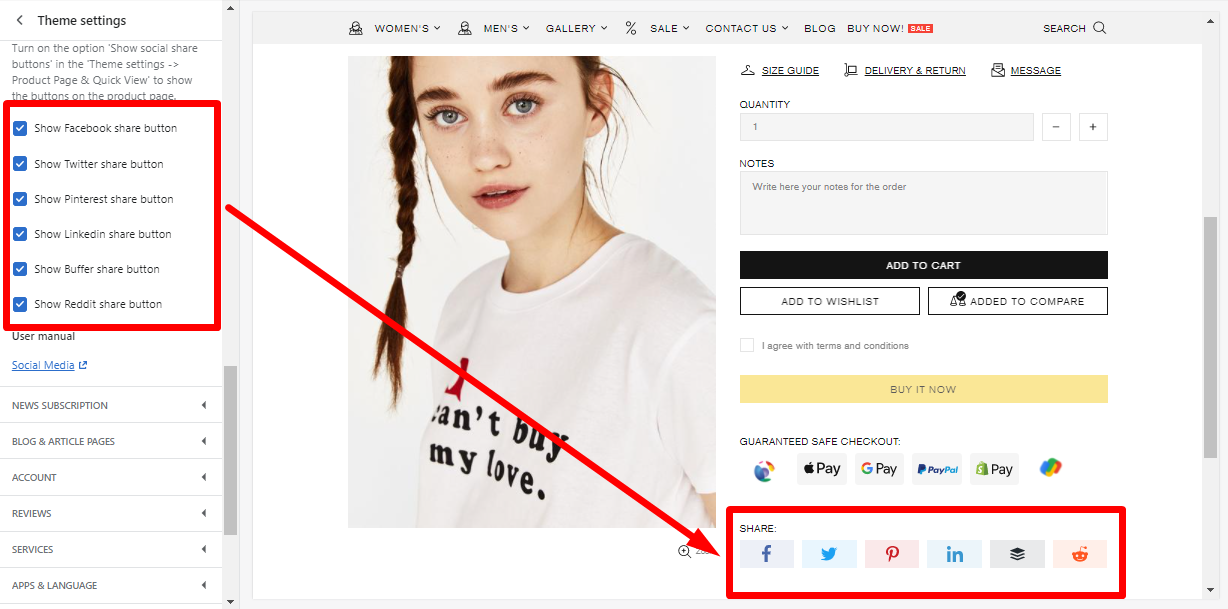 Theme settings
Turn on the option 'Show social share
buttons' in the 'Theme settings ->
Product Page & Quick View' to show
the buttons on the product page.
Show Facebook share button
Show Twitter share button
Show Pinterest share button
Show Linkedin share button
Show Buffer share button
Show Reddit share button
User manual
Social Media
NEWS SUBSCRIPTION
BLOG & ARTICLE PAGES
ACCOUNT
REVIEWS
SERVICES
APPS & LANGUAGE
WOMEN'S MEN'S GALLERY % SALE CONTACT US BLOG BUY NOW! SALE SEARCH
can't buy
my love.
SIZE GUIDE DELIVERY & RETURN MESSAGE
QUANTITY
1 − +
NOTES
Write here your notes for the order
ADD TO CART
ADD TO WISHLIST ADDED TO COMPARE
I agree with terms and conditions
BUY IT NOW
GUARANTEED SAFE CHECKOUT:
Pay G Pay PayPal Pay
SHARE:
f in